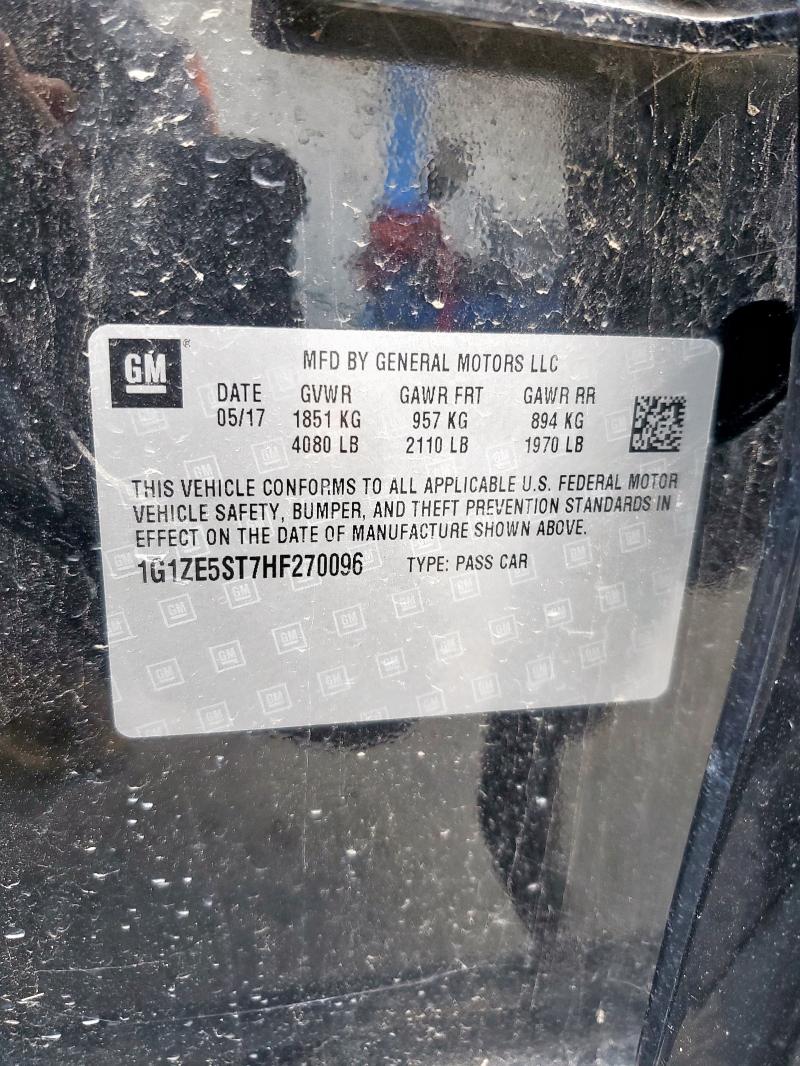 GM
MFD BY GENERAL MOTORS LLC
DATE GVWR GAWR FRT GAWR RR
05/17 1851 KG 957 KG 894 KG
4080 LB 2110 LB 1970 LB
THIS VEHICLE CONFORMS TO ALL APPLICABLE U.S. FEDERAL MOTOR
VEHICLE SAFETY, BUMPER, AND THEFT PREVENTION STANDARDS IN
EFFECT ON THE DATE OF MANUFACTURE SHOWN ABOVE.
1G1ZE5ST7HF270096 TYPE: PASS CAR